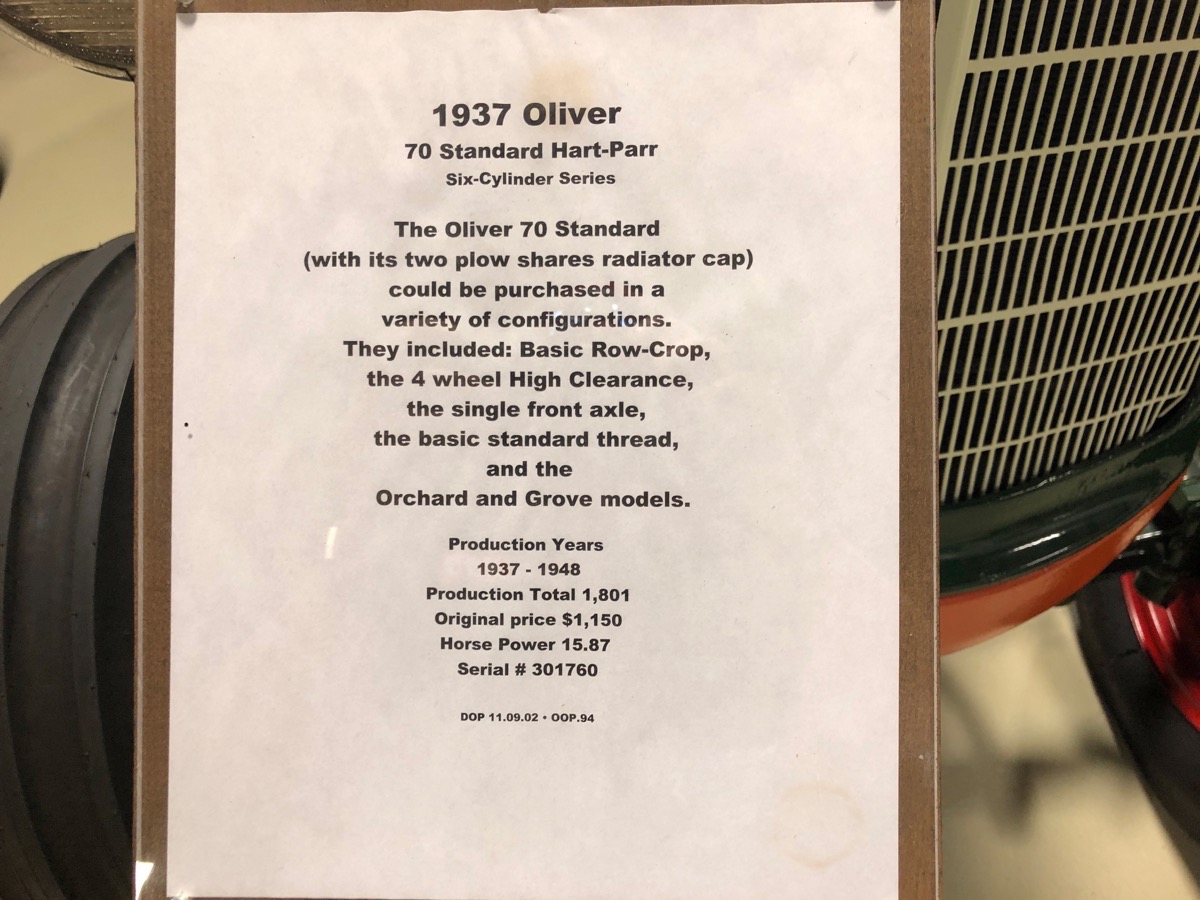 1937 Oliver
70 Standard Hart-Parr
Six-Cylinder Series
The Oliver 70 Standard
(with its two plow shares radiator cap)
could be purchased in a
variety of configurations.
They included: Basic Row-Crop,
the 4 wheel High Clearance,
the single front axle,
the basic standard thread,
and the
Orchard and Grove models.
Production Years
1937 - 1948
Production Total 1,801
Original price $1,150
Horse Power 15.87
Serial # 301760
DOP 11.09.02 • OOP.94